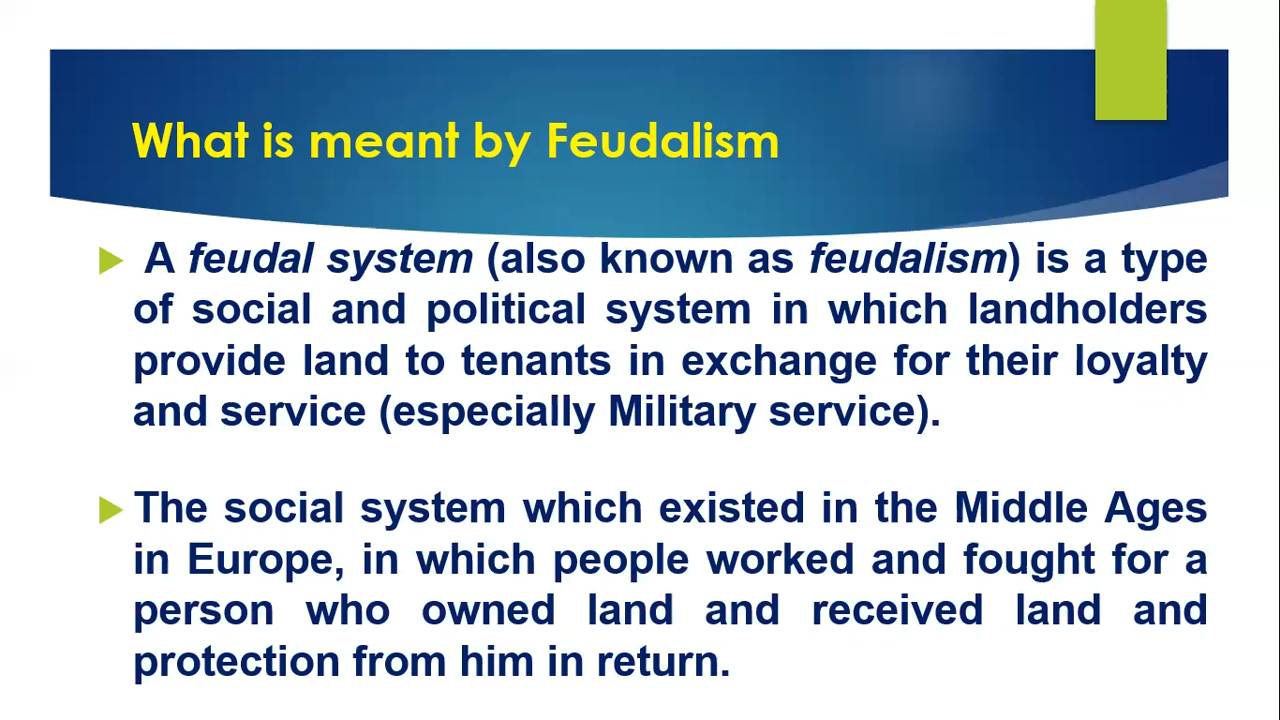 What is meant by Feudalism
A feudal system (also known as feudalism) is a type
of social and political system in which landholders
provide land to tenants in exchange for their loyalty
and service (especially Military service).
The social system which existed in the Middle Ages
in Europe, in which people worked and fought for a
person who owned land and received land and
protection from him in return.